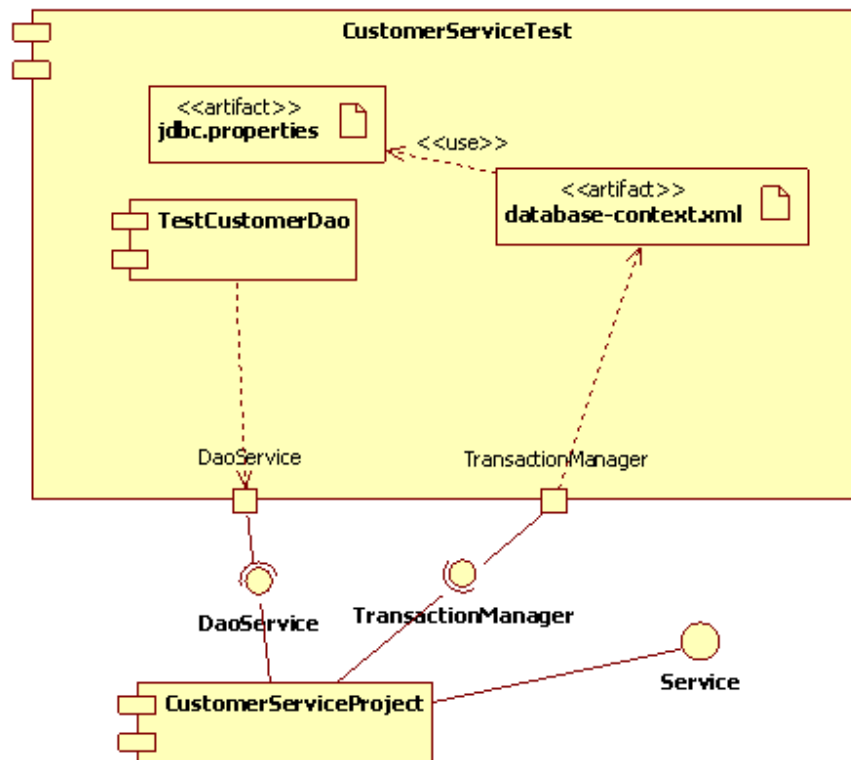 CustomerServiceTest
<<artifact>>
jdbc.properties
<<use>>
<<artifact>>
database-context.xml
TestCustomerDao
DaoService
TransactionManager
DaoService
TransactionManager
Service
CustomerServiceProject